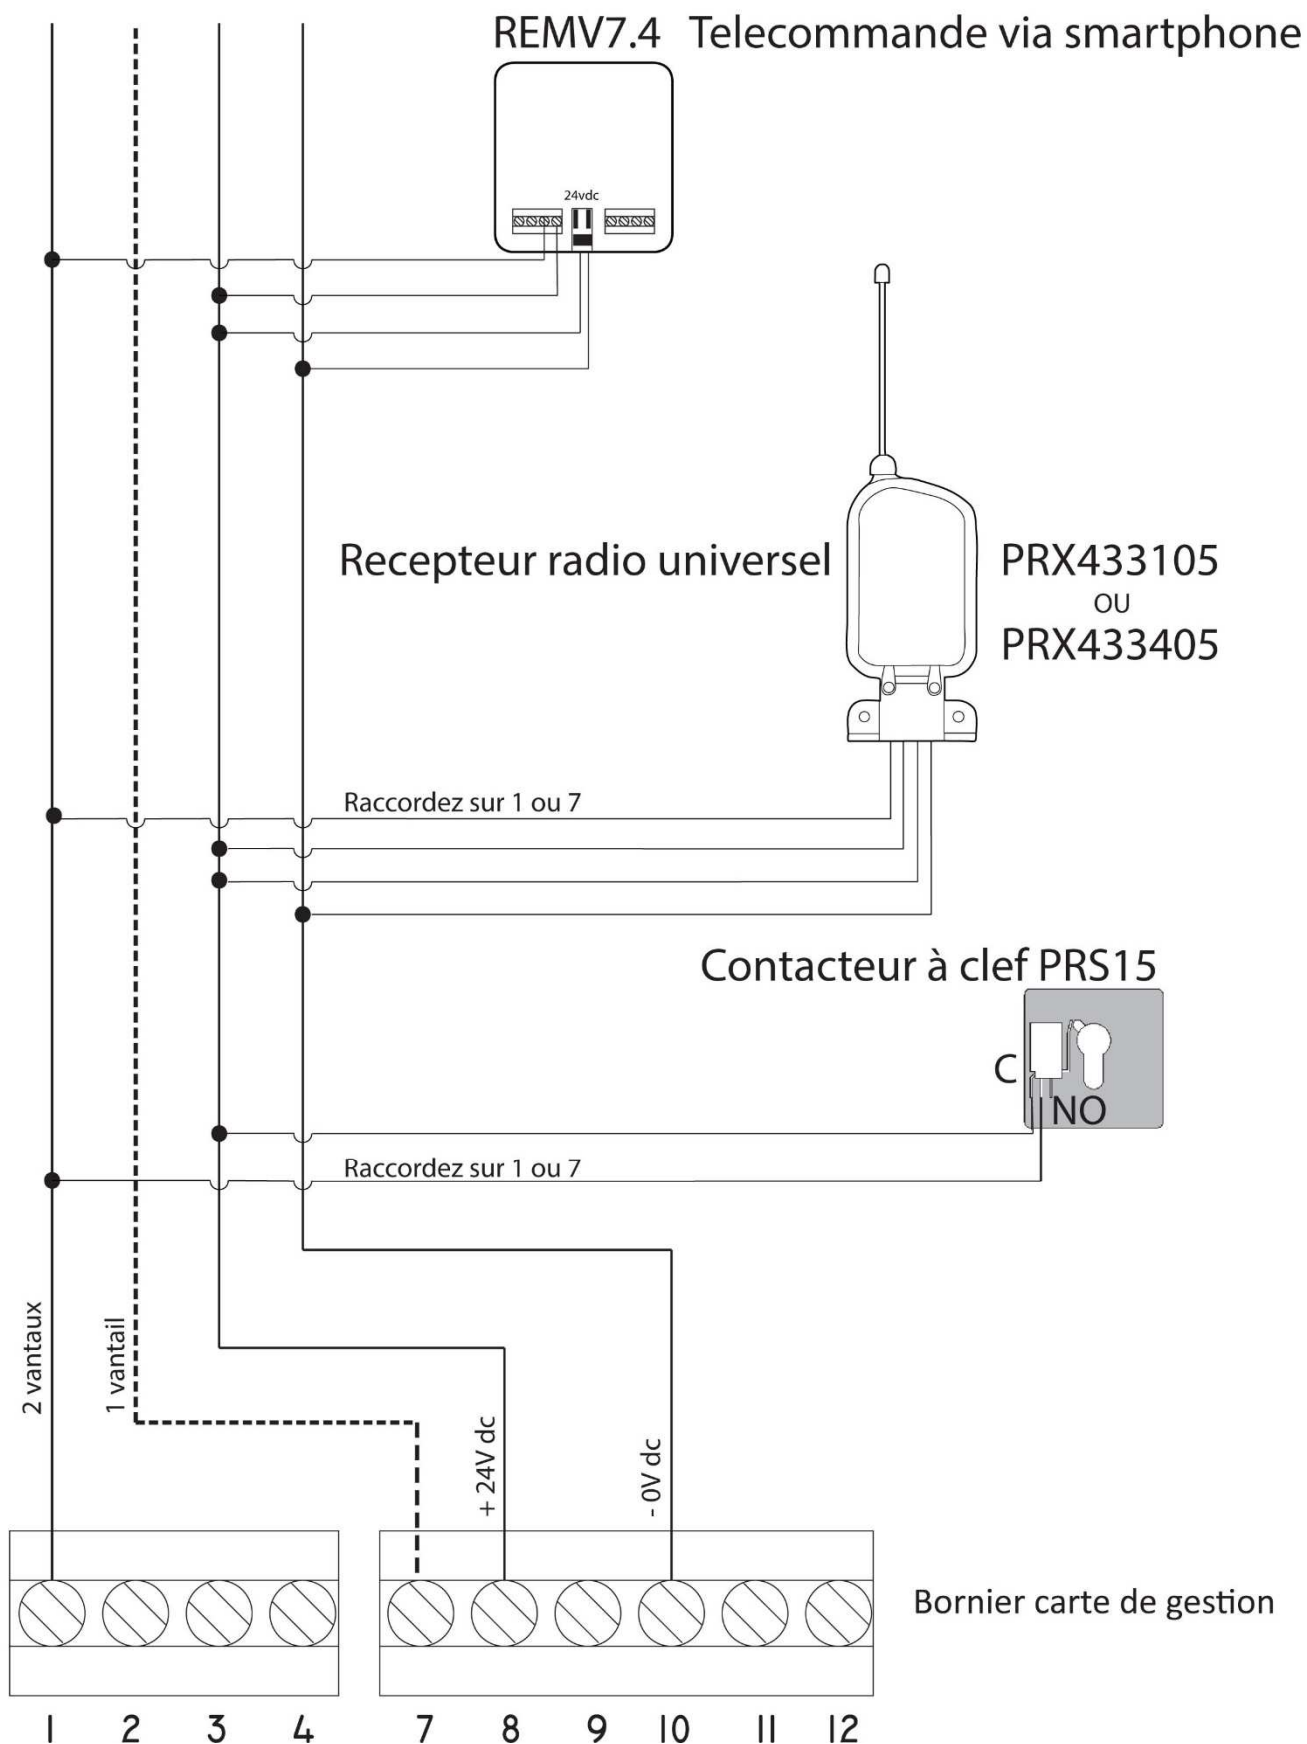 REMV7.4 Telecommande via smartphone
24vdc
Recepteur radio universel
PRX433105
OU
PRX433405
Raccordez sur 1 ou 7
Contacteur à clef PRS15
C
NO
Raccordez sur 1 ou 7
2 vantaux
1 vantail
+ 24V dc
- 0V dc
Bornier carte de gestion
1 2 3 4 7 8 9 10 11 12